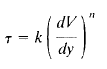 τ = k (dV/dy)^n